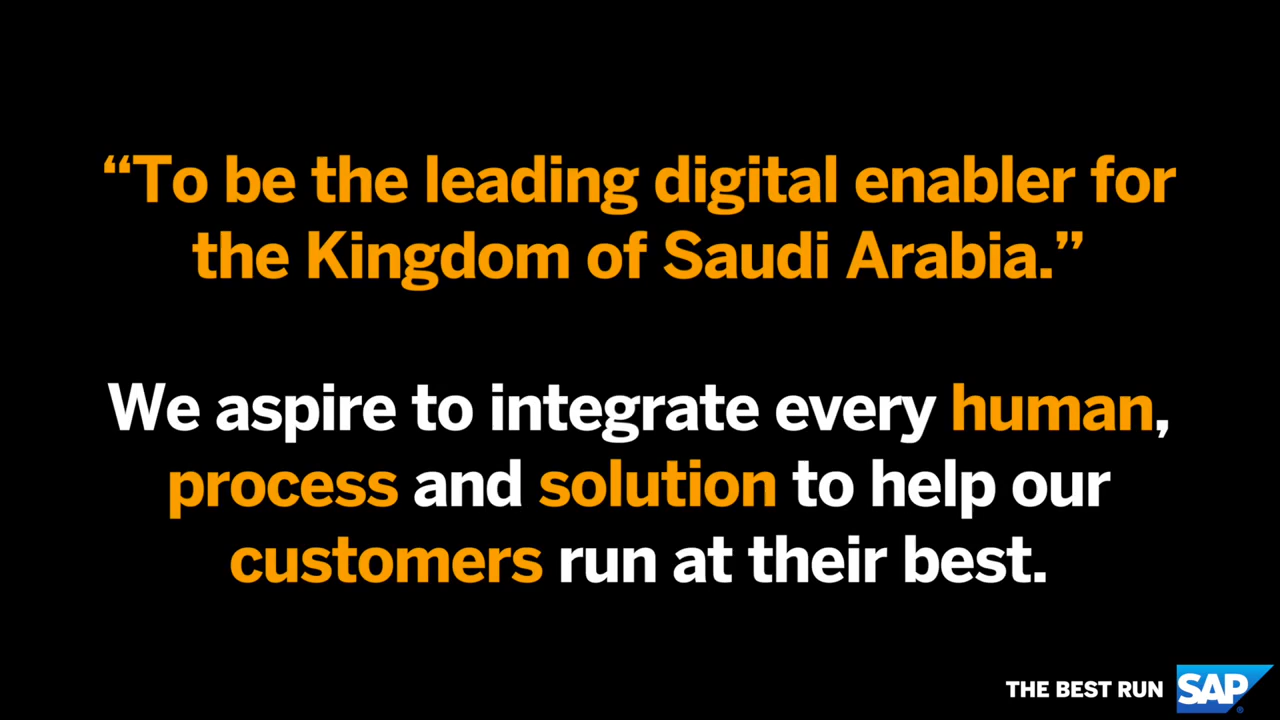 “To be the leading digital enabler for
the Kingdom of Saudi Arabia.”
We aspire to integrate every human,
process and solution to help our
customers run at their best.
THE BEST RUN SAP®